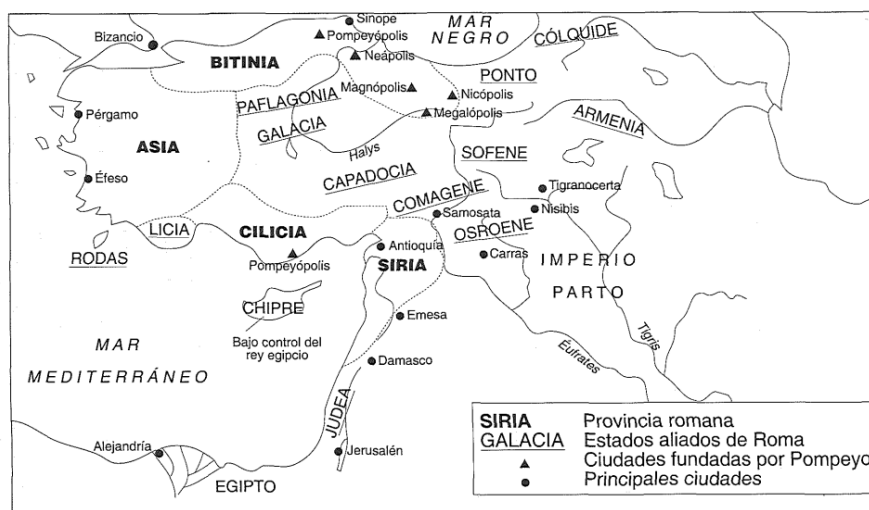 Sinope
Bizancio
Pompeyópolis
MAR
NEGRO
CÓLQUIDE
BITINIA
Neápolis
PONTO
Magnópolis
Nicópolis
PAFLAGONIA
Megalópolis
Pérgamo
GALACIA
ARMENIA
ASIA
Halys
SOFENE
Éfeso
CAPADOCIA
Tigranocerta
COMAGENE
Nisibis
Samosata
LICIA
CILICIA
OSROENE
RODAS
Antioquía
Pompeyópolis
SIRIA
Carras
IMPERIO
PARTO
CHIPRE
Emesa
Bajo control del
rey egipcio
MAR
MEDITERRÁNEO
Tigris
Éufrates
Damasco
JUDEA
Alejandría
Jerusalén
EGIPTO
SIRIA Provincia romana
GALACIA Estados aliados de Roma
Ciudades fundadas por Pompeyo
Principales ciudades